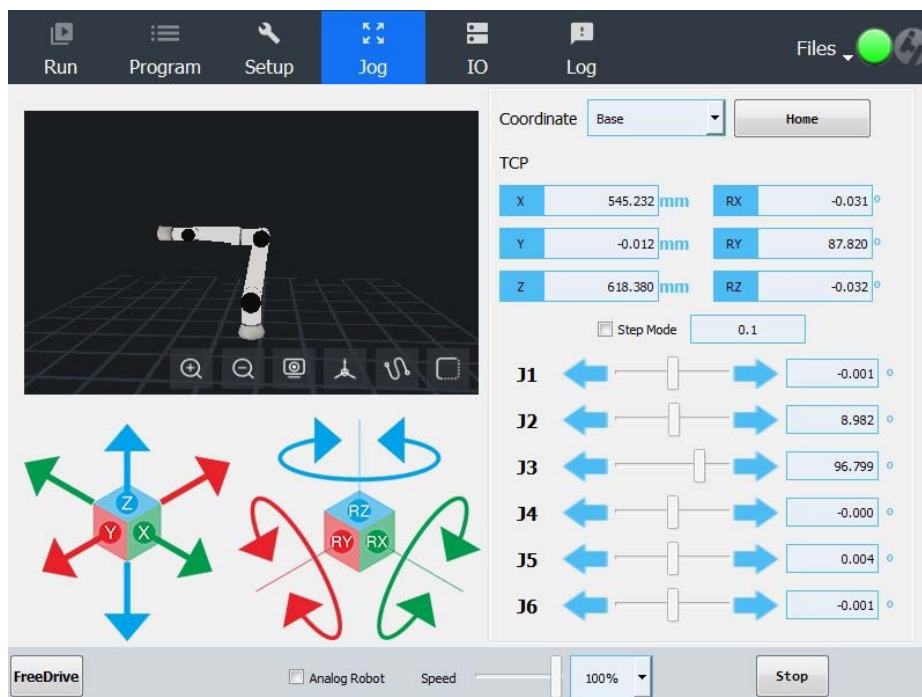 Run Program Setup Jog IO Log Files
Coordinate Base Home
TCP
X 545.232 mm RX -0.031 °
Y -0.012 mm RY 87.820 °
Z 618.380 mm RZ -0.032 °
Step Mode 0.1
J1 -0.001 °
J2 8.982 °
J3 96.799 °
J4 -0.000 °
J5 0.004 °
J6 -0.001 °
Z
Y X
RZ
RY RX
FreeDrive Analog Robot Speed 100% Stop